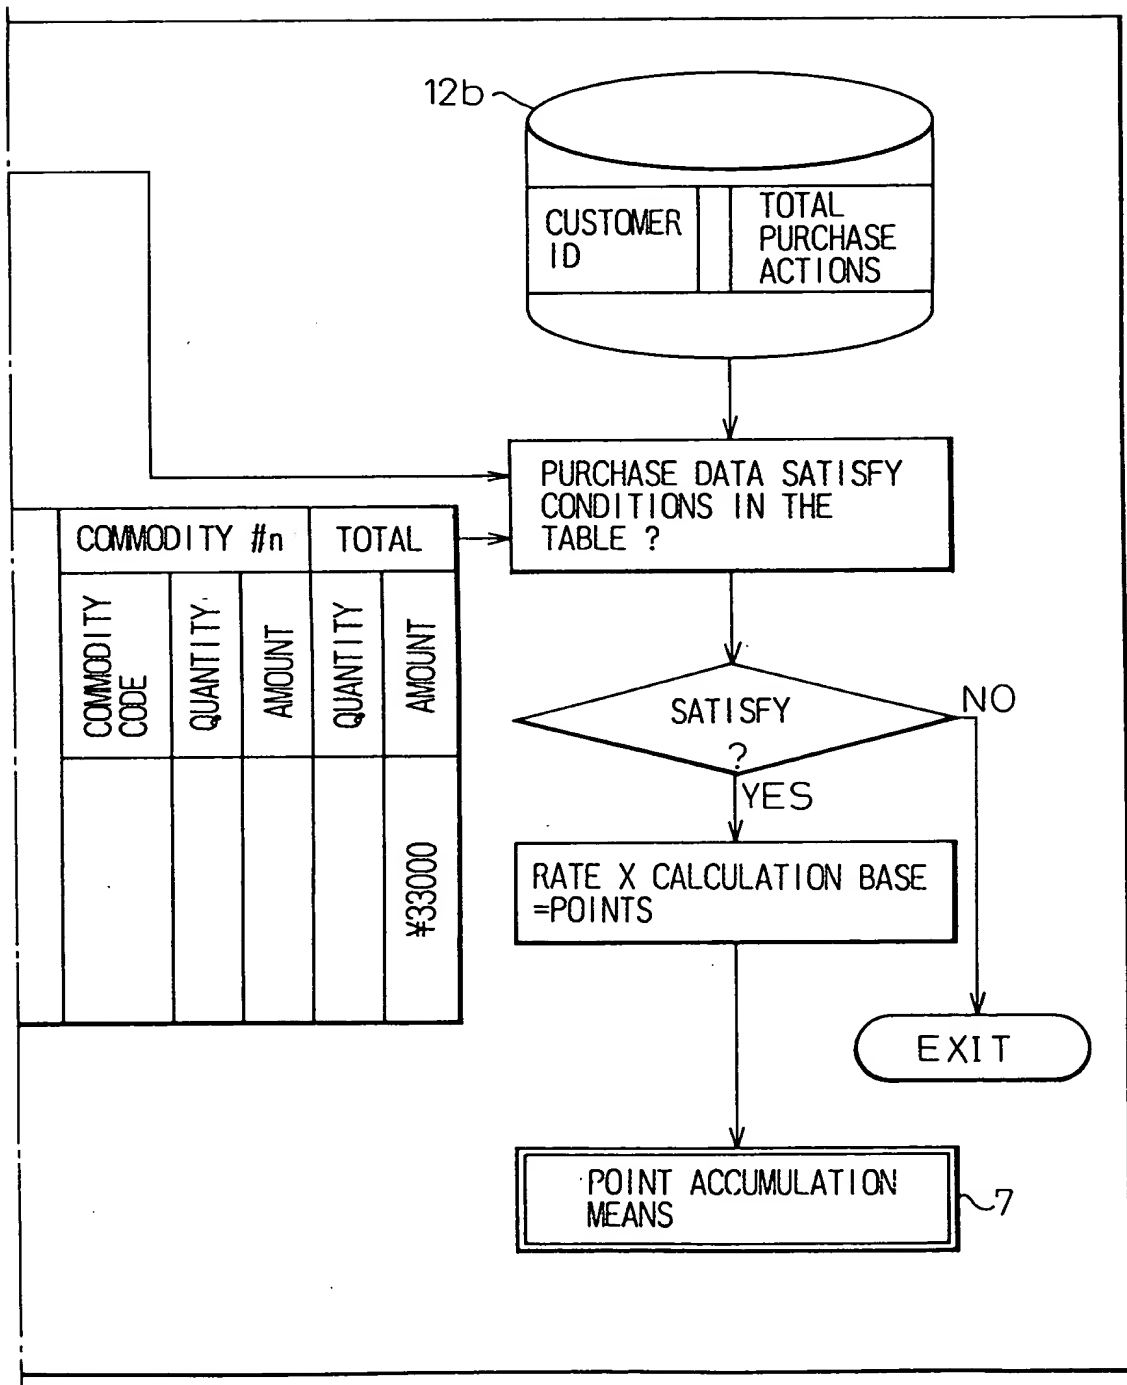 12b
CUSTOMER
ID
TOTAL
PURCHASE
ACTIONS
PURCHASE DATA SATISFY
CONDITIONS IN THE
TABLE ?
COMMODITY #n
TOTAL
COMMODITY
CODE
QUANTITY
AMOUNT
QUANTITY
AMOUNT
¥33000
SATISFY
?
NO
YES
RATE X CALCULATION BASE
=POINTS
EXIT
POINT ACCUMULATION
MEANS
7